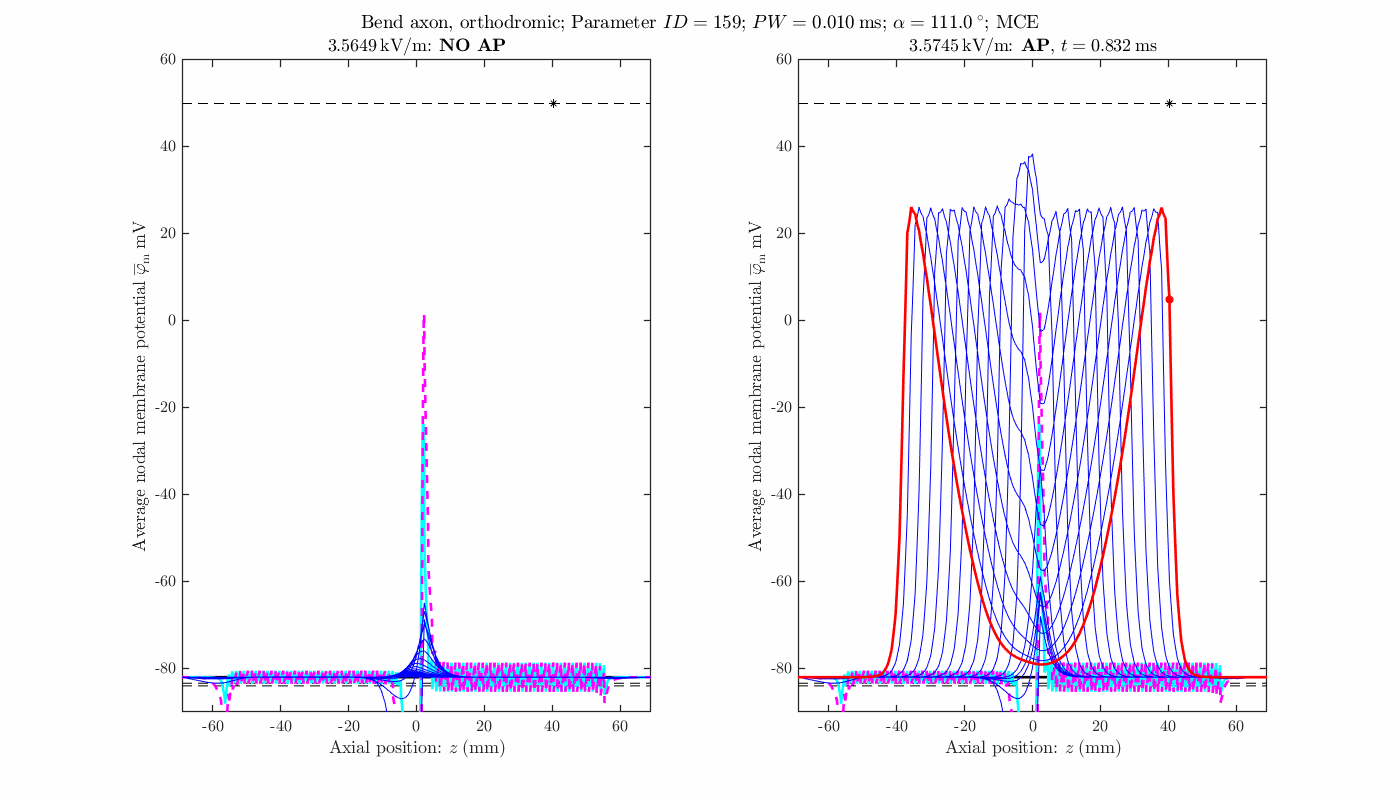 Bend axon, orthodromic; Parameter ID = 159; PW = 0.010 ms; α = 111.0 °; MCE
3.5649 kV/m: NO AP
60
40
20
0
-20
-40
-60
-80
Average nodal membrane potential φ̅m mV
-60 -40 -20 0 20 40 60
Axial position: z (mm)
3.5745 kV/m: AP, t = 0.832 ms
60
40
20
0
-20
-40
-60
-80
Average nodal membrane potential φ̅m mV
-60 -40 -20 0 20 40 60
Axial position: z (mm)